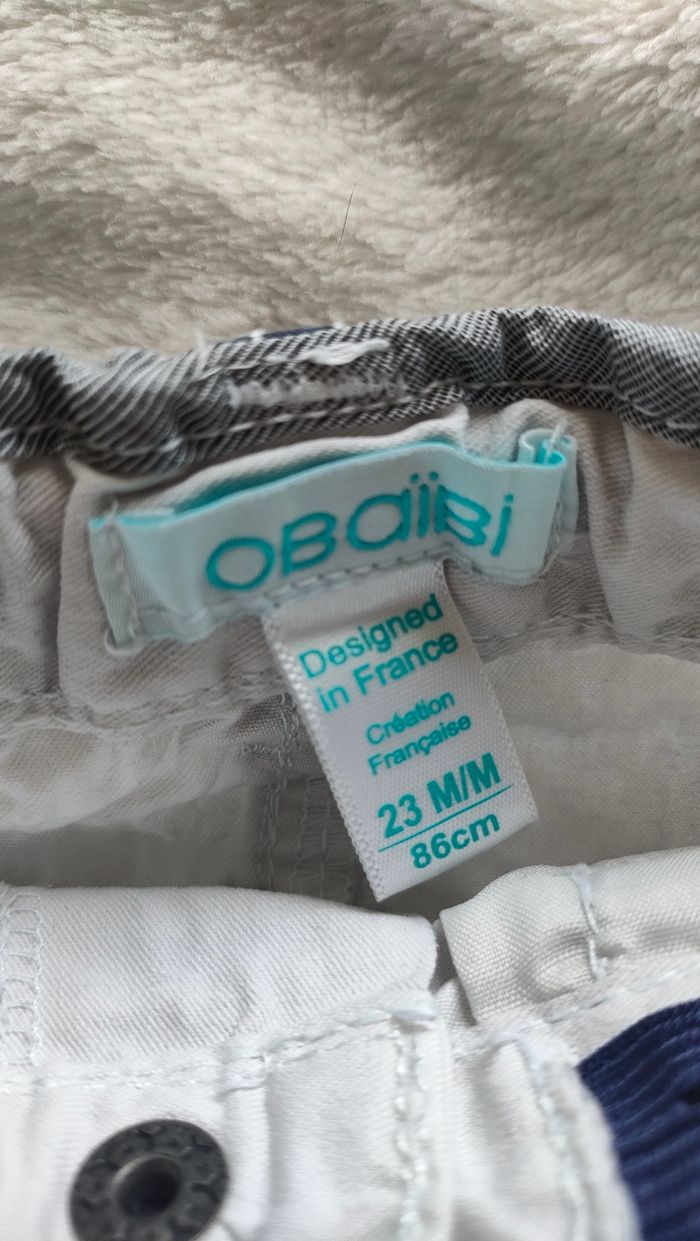 OBaïBi
Designed
in France
Création
Française
23 M/M
86cm